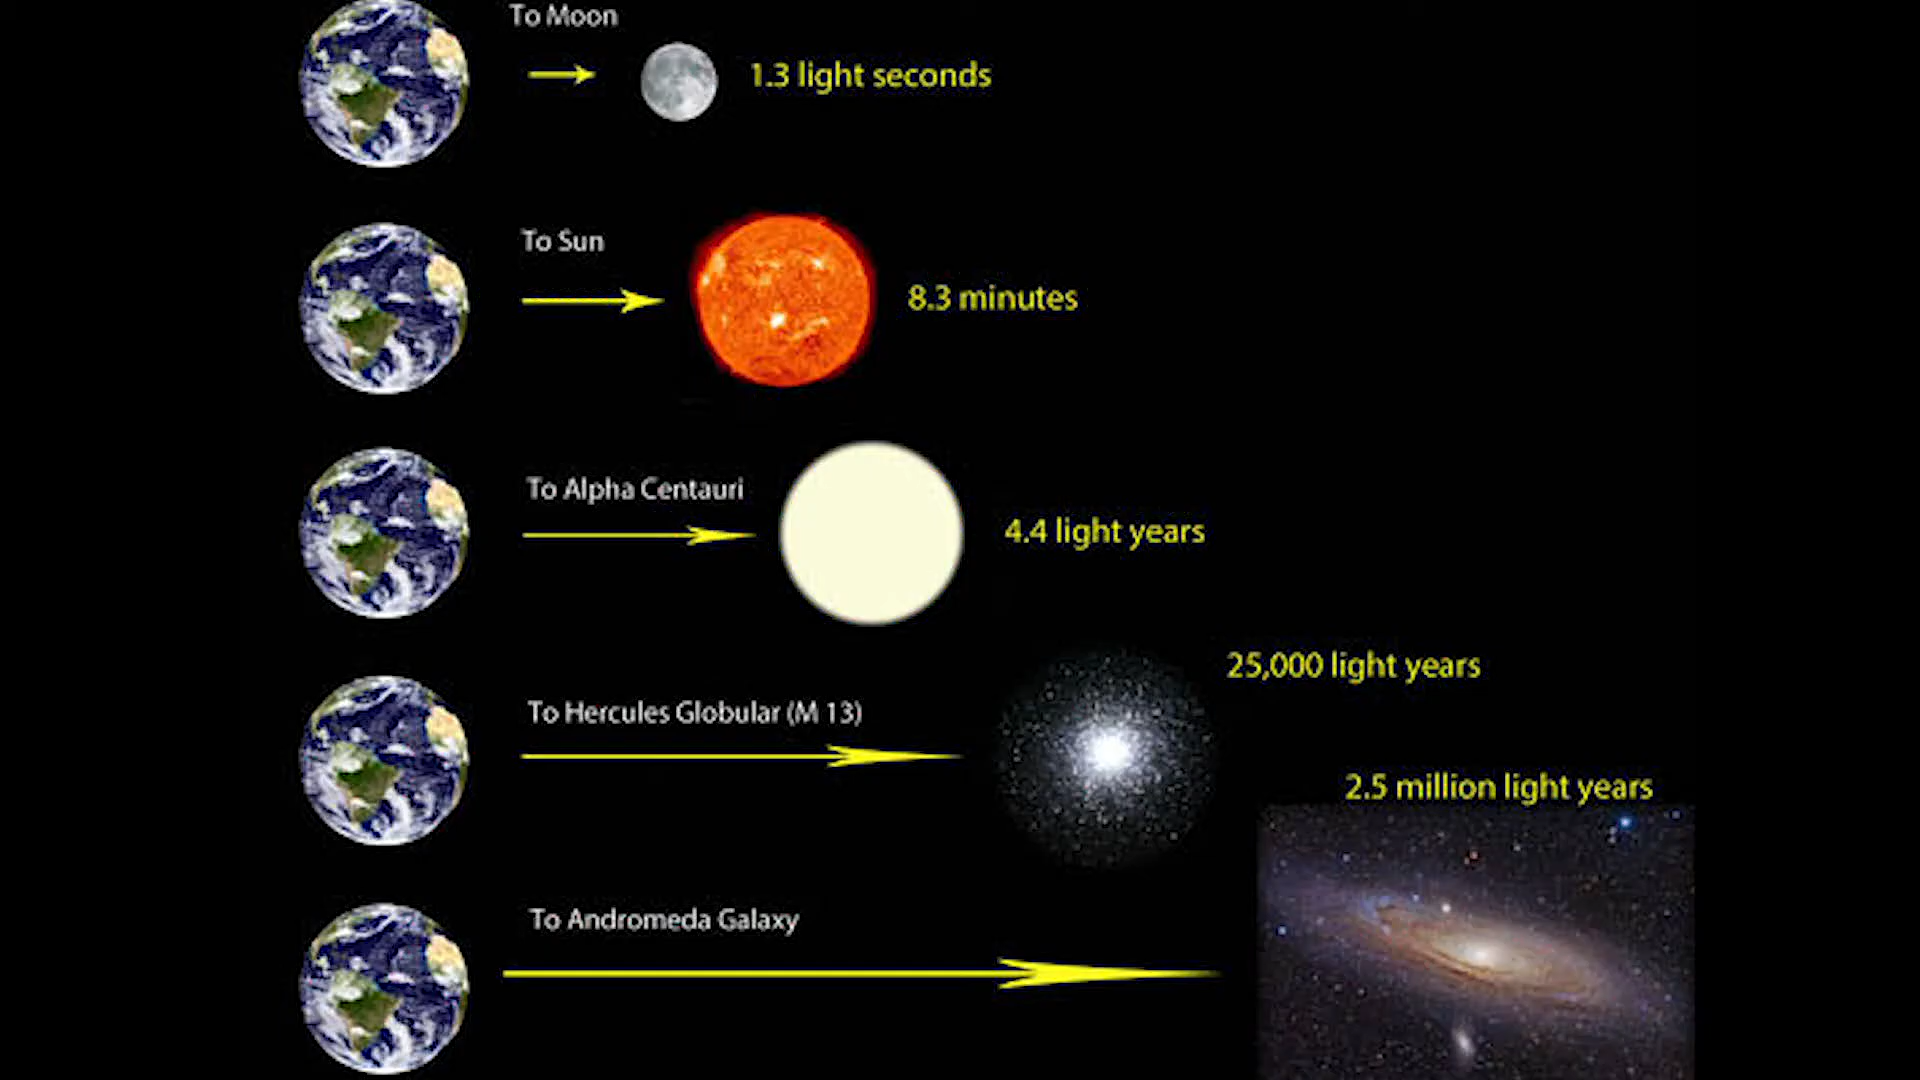 To Moon
1.3 light seconds
To Sun
8.3 minutes
To Alpha Centauri
4.4 light years
To Hercules Globular (M 13)
25,000 light years
To Andromeda Galaxy
2.5 million light years